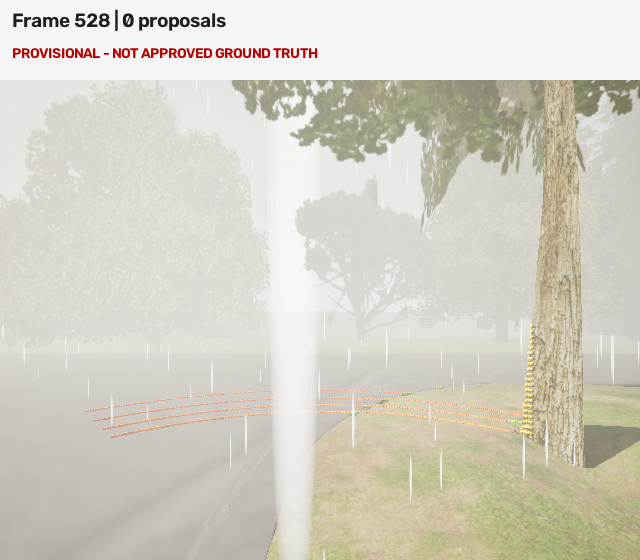 Frame 528 | 0 proposals
PROVISIONAL - NOT APPROVED GROUND TRUTH